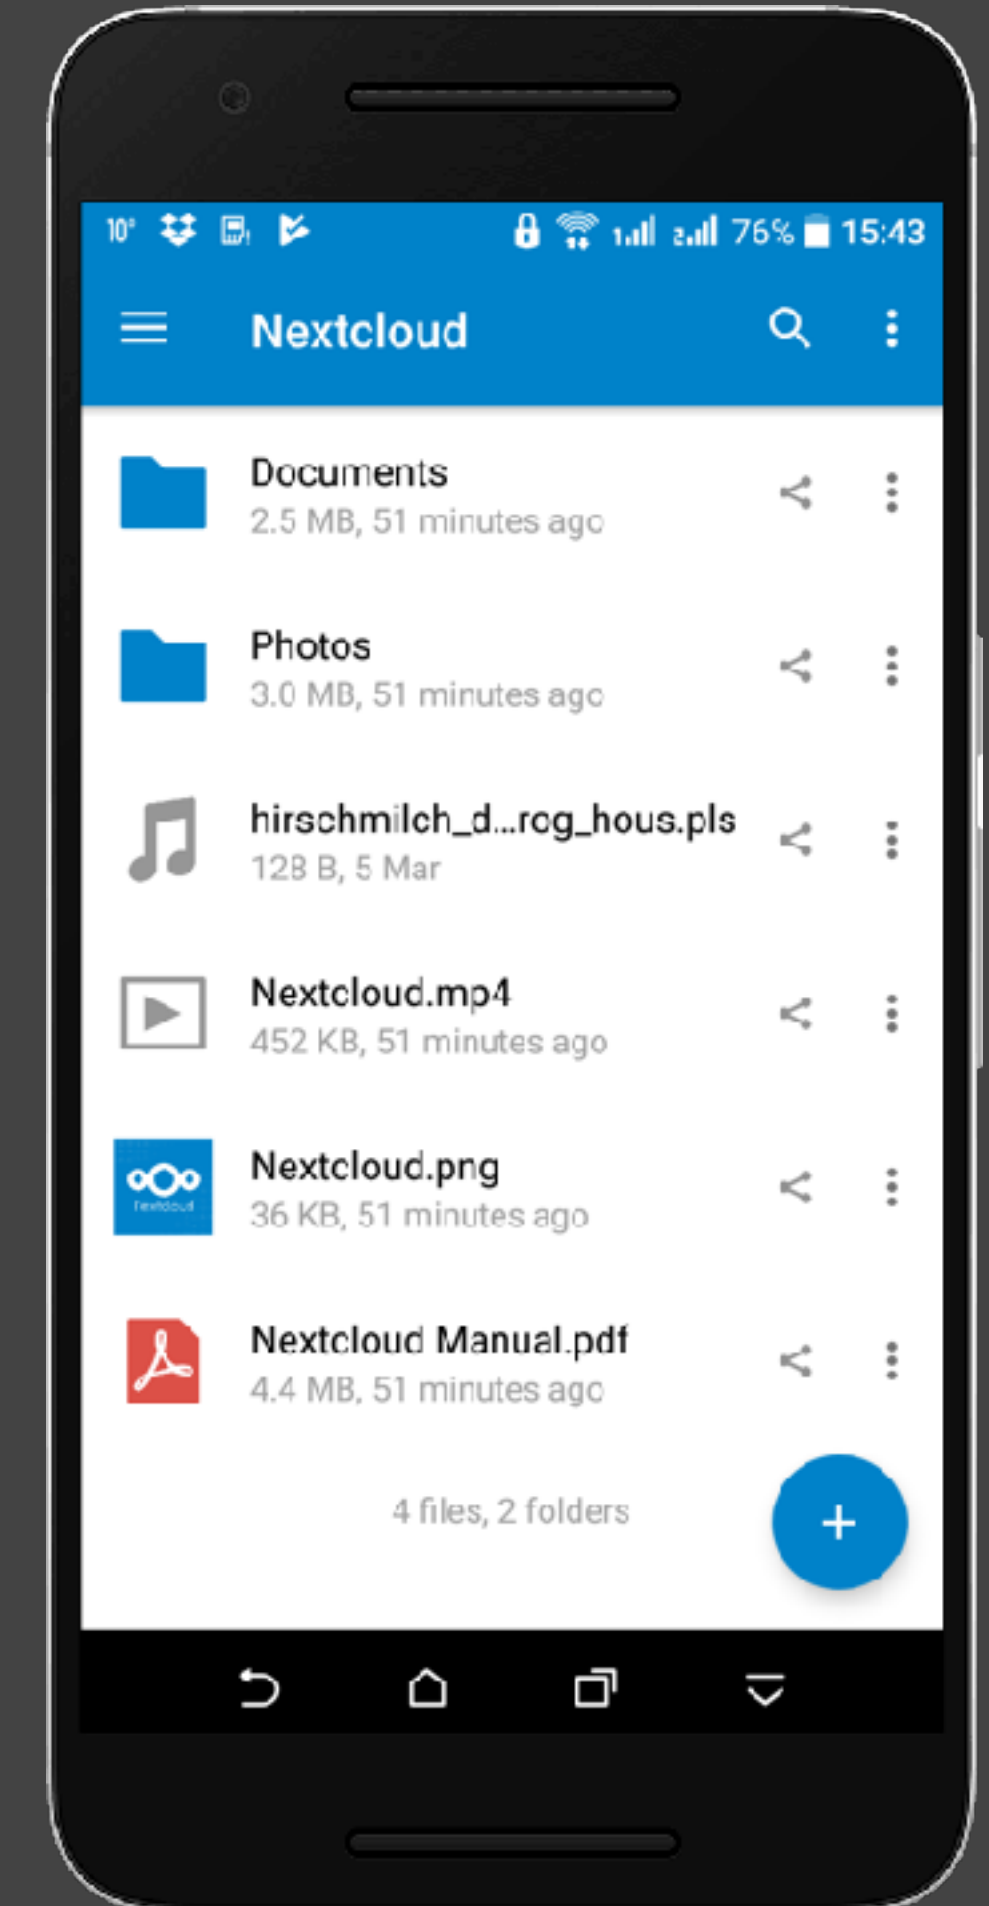 10°
76% 15:43
Nextcloud
Documents
2.5 MB, 51 minutes ago
Photos
3.0 MB, 51 minutes ago
hirschmilch_d...rog_hous.pls
128 B, 5 Mar
Nextcloud.mp4
452 KB, 51 minutes ago
Nextcloud
Nextcloud.png
36 KB, 51 minutes ago
Nextcloud Manual.pdf
4.4 MB, 51 minutes ago
4 files, 2 folders